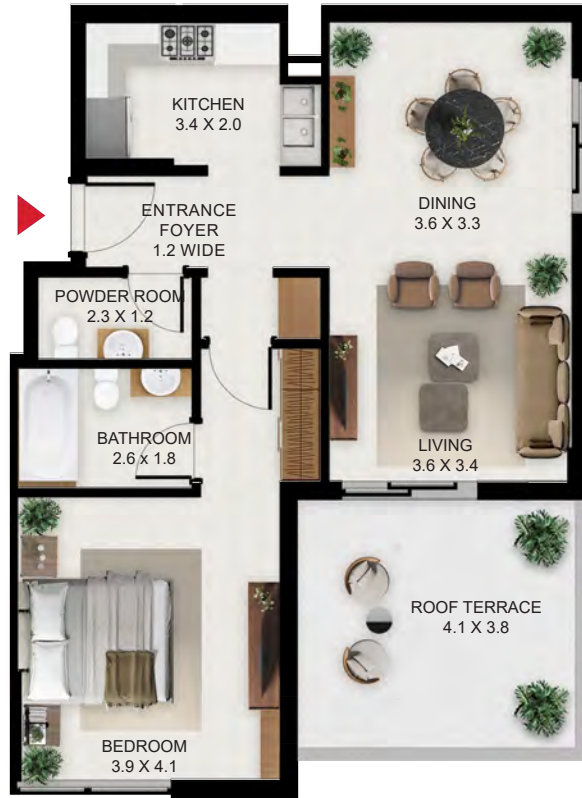 KITCHEN
3.4 X 2.0
DINING
3.6 X 3.3
ENTRANCE
FOYER
1.2 WIDE
POWDER ROOM
2.3 X 1.2
BATHROOM
2.6 x 1.8
LIVING
3.6 X 3.4
ROOF TERRACE
4.1 X 3.8
BEDROOM
3.9 X 4.1